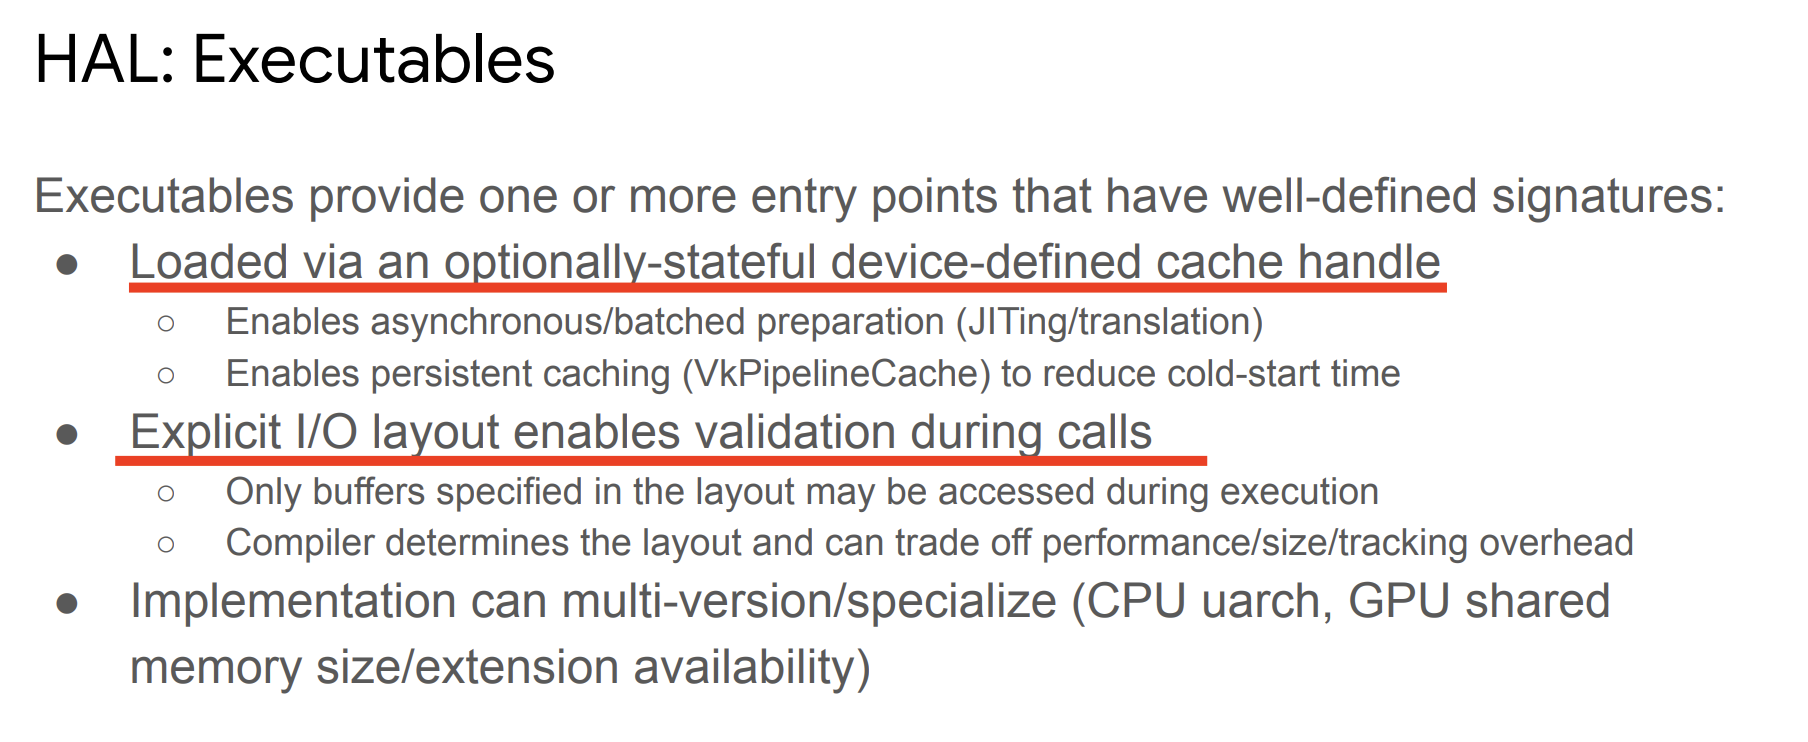 HAL: Executables
Executables provide one or more entry points that have well-defined signatures:
● Loaded via an optionally-stateful device-defined cache handle
○ Enables asynchronous/batched preparation (JITing/translation)
○ Enables persistent caching (VkPipelineCache) to reduce cold-start time
● Explicit I/O layout enables validation during calls
○ Only buffers specified in the layout may be accessed during execution
○ Compiler determines the layout and can trade off performance/size/tracking overhead
● Implementation can multi-version/specialize (CPU uarch, GPU shared
memory size/extension availability)